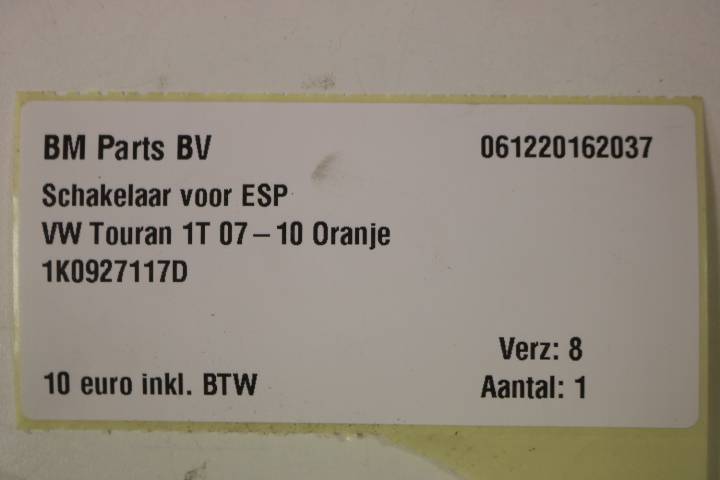 BM Parts BV 061220162037
Schakelaar voor ESP
VW Touran 1T 07–10 Oranje
1K0927117D
Verz: 8
10 euro inkl. BTW Aantal: 1